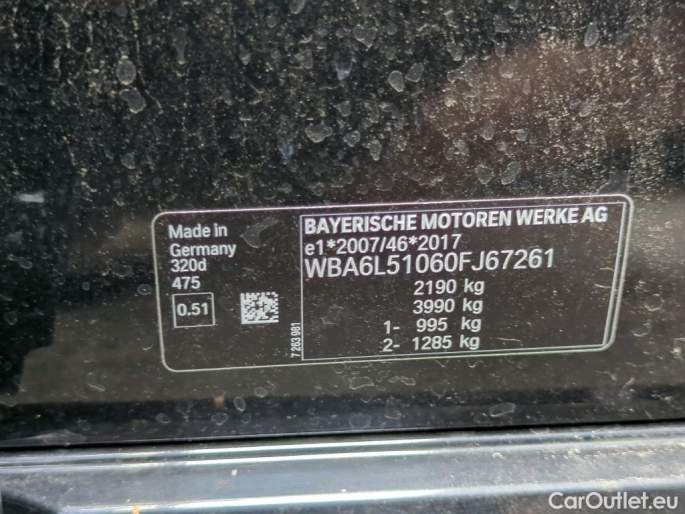 Made in
Germany
320d
475
0.51
7 263 981
BAYERISCHE MOTOREN WERKE AG
e1*2007/46*2017
WBA6L51060FJ67261
2190 kg
3990 kg
1- 995 kg
2- 1285 kg
CarOutlet.eu